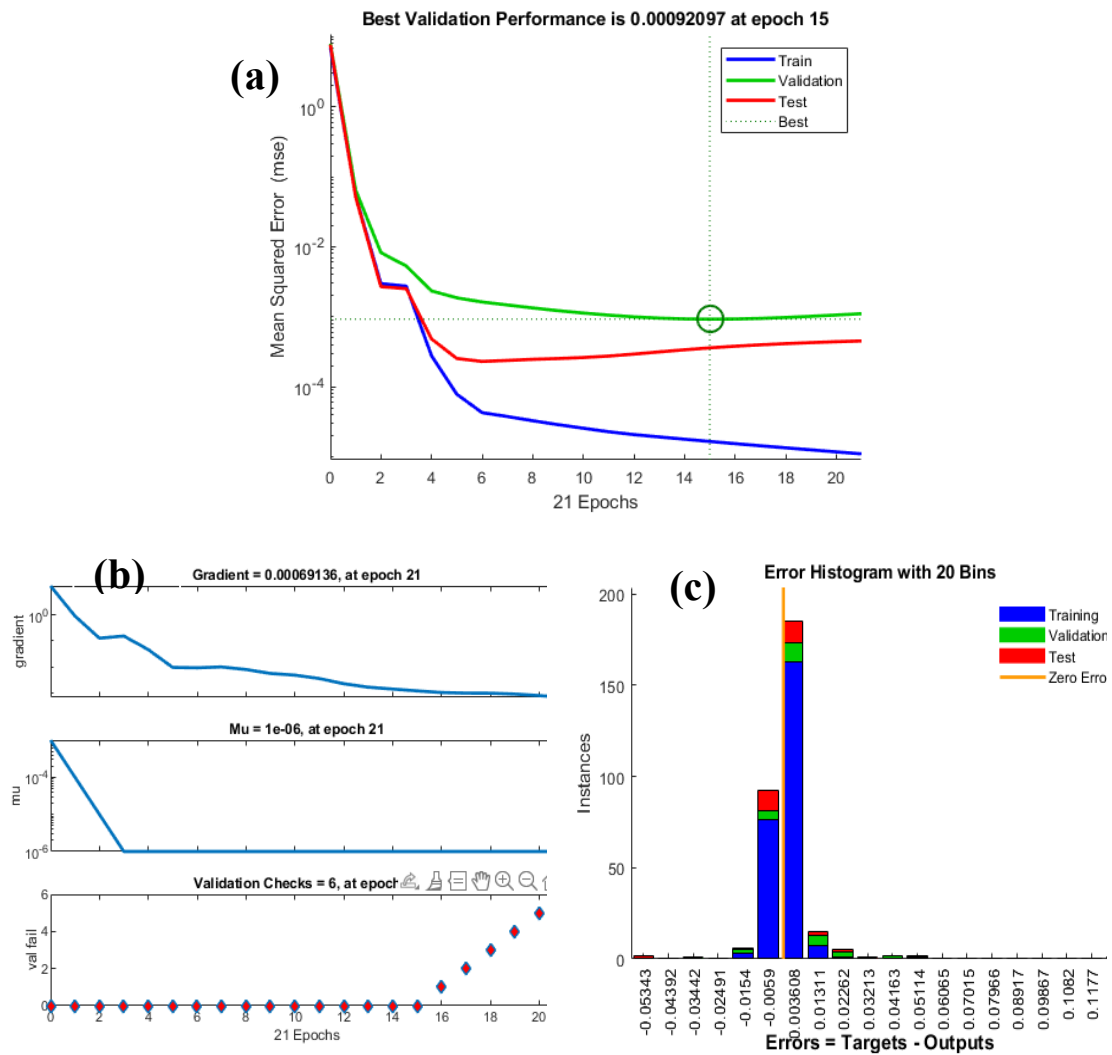 Best Validation Performance is 0.00092097 at epoch 15
(a)
Train
Validation
Test
Best
Mean Squared Error (mse)
10^0
10^-2
10^-4
0 2 4 6 8 10 12 14 16 18 20
21 Epochs
(b)
Gradient = 0.00069136, at epoch 21
gradient
10^0
Mu = 1e-06, at epoch 21
mu
10^-4
10^-6
Validation Checks = 6, at epoch
val fail
6
4
2
0
0 2 4 6 8 10 12 14 16 18 20
21 Epochs
Error Histogram with 20 Bins
(c)
Training
Validation
Test
Zero Error
Instances
200
150
100
50
0
-0.05343
-0.04392
-0.03442
-0.02491
-0.0154
-0.0059
0.003608
0.01311
0.02262
0.03213
0.04163
0.051114
0.06065
0.07015
0.07966
0.08917
0.09867
0.1082
0.1177
Errors = Targets - Outputs